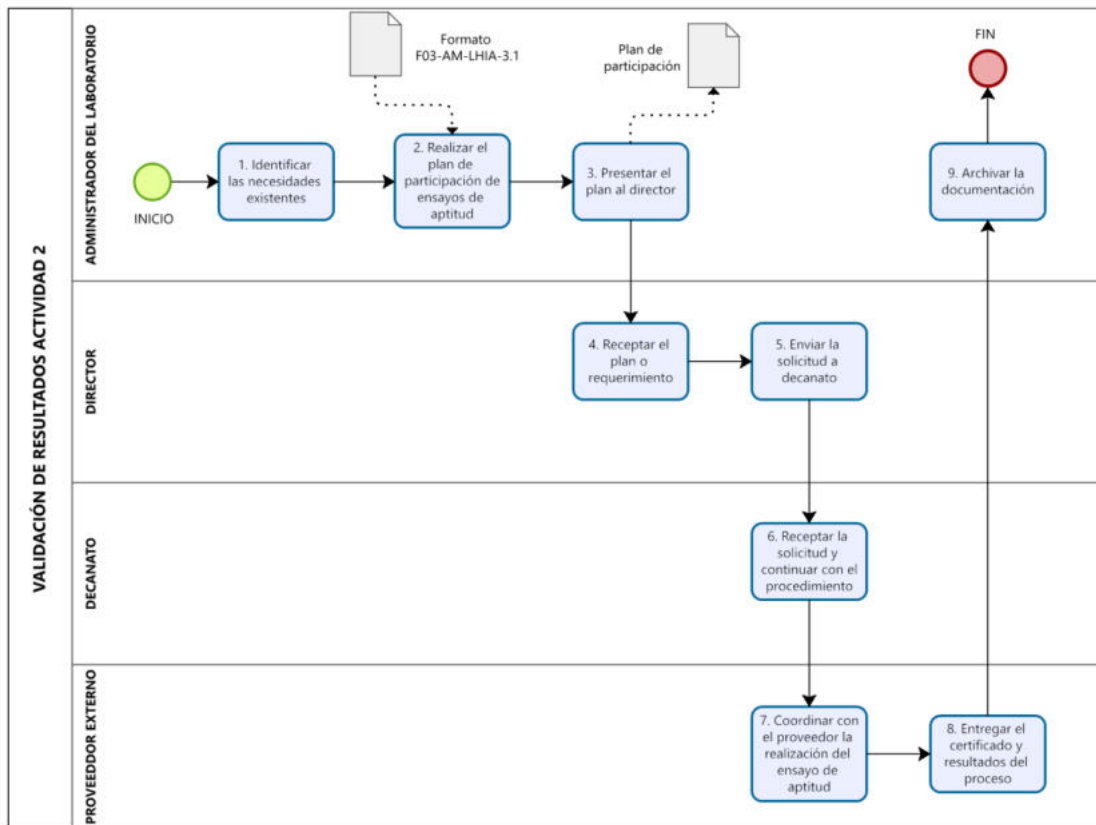 VALIDACIÓN DE RESULTADOS ACTIVIDAD 2
ADMINISTRADOR DEL LABORATORIO
INICIO
1. Identificar
las necesidades
existentes
Formato
F03-AM-LHIA-3.1
2. Realizar el
plan de
participación de
ensayos de
aptitud
Plan de
participación
3. Presentar el
plan al director
FIN
9. Archivar la
documentación
DIRECTOR
4. Receptar el
plan o
requerimiento
5. Enviar la
solicitud a
decanato
DECANATO
6. Receptar la
solicitud y
continuar con el
procedimiento
PROVEEDDOR EXTERNO
7. Coordinar con
el proveedor la
realización del
ensayo de
aptitud
8. Entregar el
certificado y
resultados del
proceso